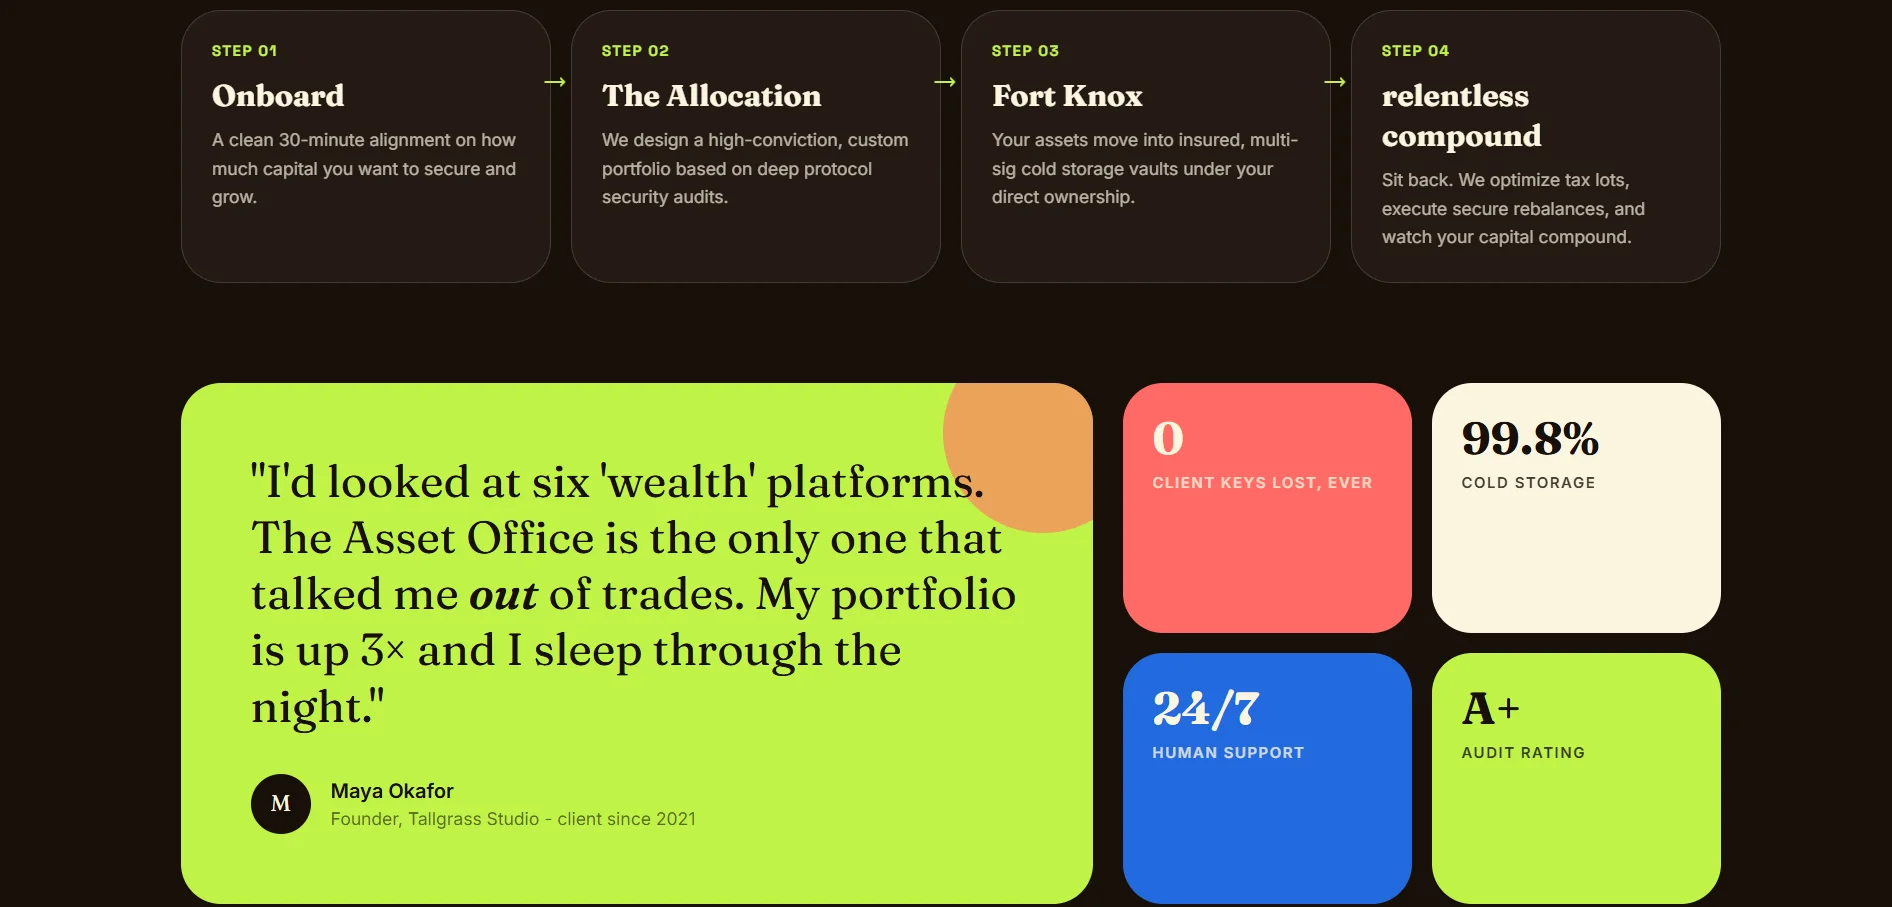 STEP 01
Onboard
A clean 30-minute alignment on how
much capital you want to secure and
grow.
→
STEP 02
The Allocation
We design a high-conviction, custom
portfolio based on deep protocol
security audits.
→
STEP 03
Fort Knox
Your assets move into insured, multi-
sig cold storage vaults under your
direct ownership.
→
STEP 04
relentless
compound
Sit back. We optimize tax lots,
execute secure rebalances, and
watch your capital compound.
"I'd looked at six 'wealth' platforms.
The Asset Office is the only one that
talked me out of trades. My portfolio
is up 3× and I sleep through the
night."
M
Maya Okafor
Founder, Tallgrass Studio - client since 2021
0
CLIENT KEYS LOST, EVER
99.8%
COLD STORAGE
24/7
HUMAN SUPPORT
A+
AUDIT RATING